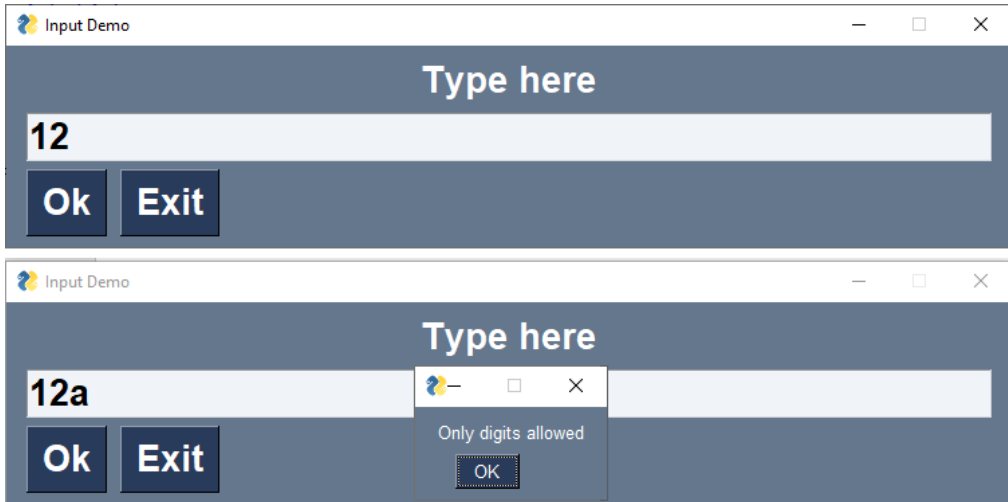 Input Demo
Type here
12
Ok Exit
Input Demo
Type here
12a
Only digits allowed
OK
Ok Exit